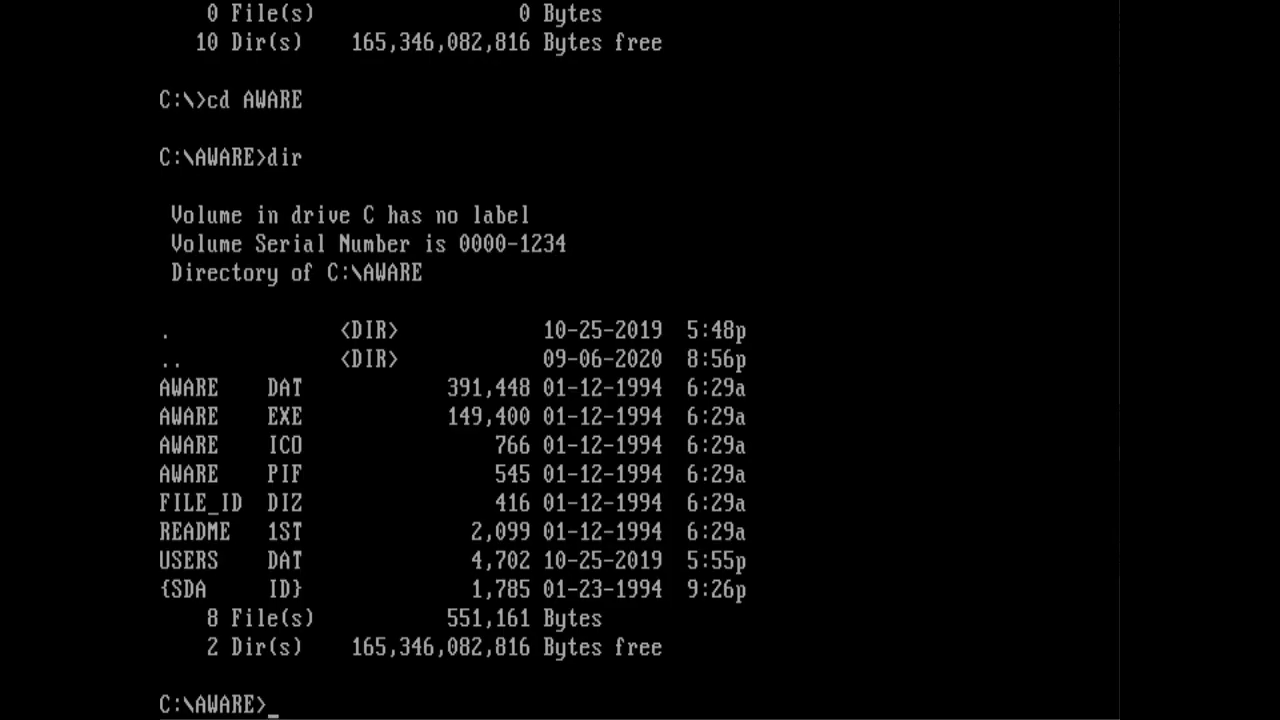 0 File(s) 0 Bytes
10 Dir(s) 165,346,082,816 Bytes free
C:\>cd AWARE
C:\AWARE>dir
Volume in drive C has no label
Volume Serial Number is 0000-1234
Directory of C:\AWARE
. <DIR> 10-25-2019 5:48p
.. <DIR> 09-06-2020 8:56p
AWARE DAT 391,448 01-12-1994 6:29a
AWARE EXE 149,400 01-12-1994 6:29a
AWARE ICO 766 01-12-1994 6:29a
AWARE PIF 545 01-12-1994 6:29a
FILE_ID DIZ 416 01-12-1994 6:29a
README 1ST 2,099 01-12-1994 6:29a
USERS DAT 4,702 10-25-2019 5:55p
{SDA ID} 1,785 01-23-1994 9:26p
8 File(s) 551,161 Bytes
2 Dir(s) 165,346,082,816 Bytes free
C:\AWARE>_